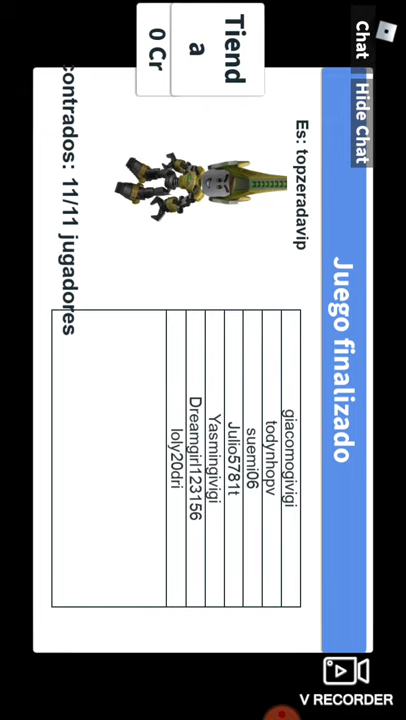 Chat
Hide Chat
Juego finalizado
Es: topzeradavip
Tiend
a
0 Cr
giacomogivigi
todynhopv
suemi06
Julio5781t
Yasmingivigi
Dreamgirl123156
loly20dri
contrados: 11/11 jugadores
V RECORDER